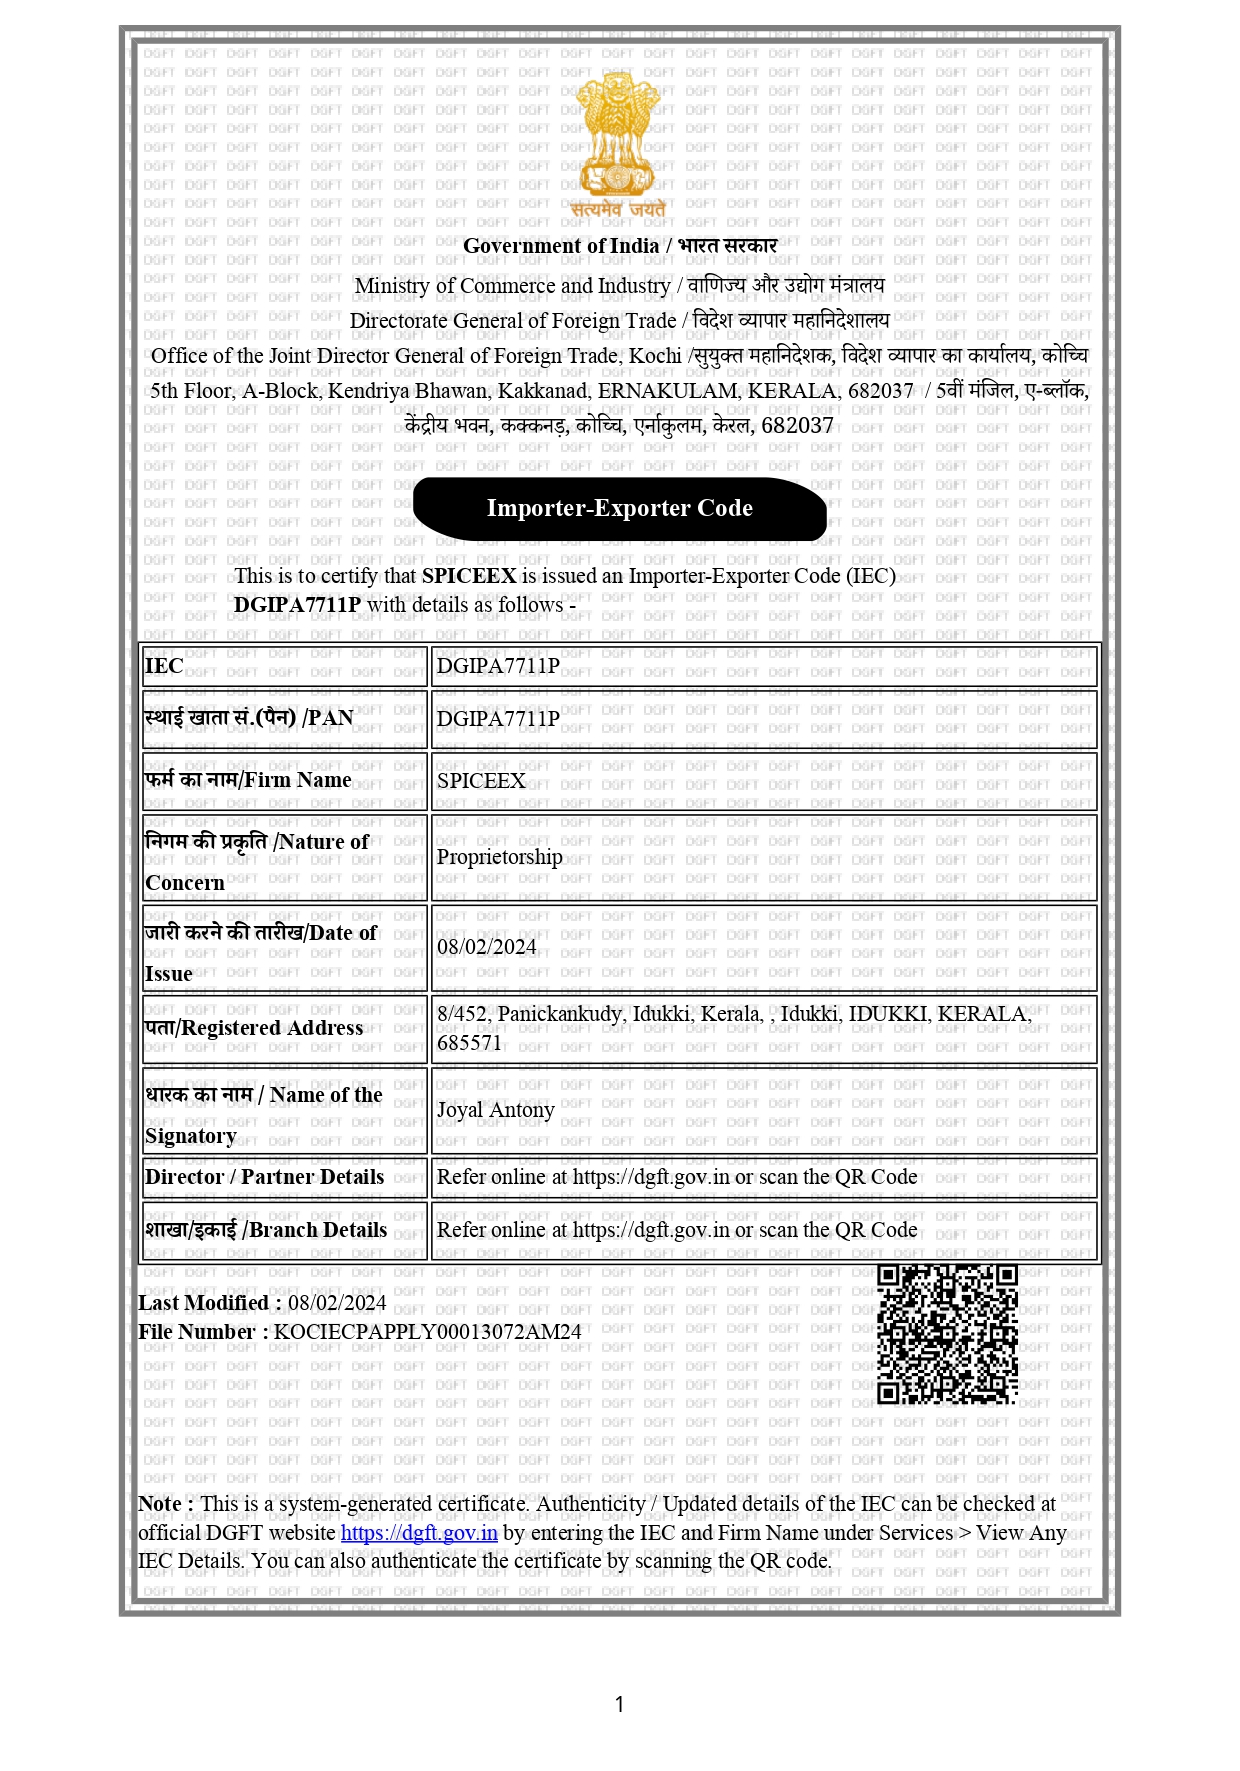 सत्यमेव जयते
Government of India / भारत सरकार
Ministry of Commerce and Industry / वाणिज्य और उद्योग मंत्रालय
Directorate General of Foreign Trade / विदेश व्यापार महानिदेशालय
Office of the Joint Director General of Foreign Trade, Kochi /सुयुक्त महानिदेशक, विदेश व्यापार का कार्यालय, कोच्चि
5th Floor, A-Block, Kendriya Bhawan, Kakkanad, ERNAKULAM, KERALA, 682037 / 5वीं मंजिल, ए-ब्लॉक,
केंद्रीय भवन, कक्कनड़, कोच्चि, एर्नाकुलम, केरल, 682037
Importer-Exporter Code
This is to certify that SPICEEX is issued an Importer-Exporter Code (IEC)
DGIPA7711P with details as follows -
IEC DGIPA7711P
स्थाई खाता सं.(पैन) /PAN DGIPA7711P
फर्म का नाम/Firm Name SPICEEX
निगम की प्रकृति /Nature of
Concern Proprietorship
जारी करने की तारीख/Date of
Issue 08/02/2024
पता/Registered Address 8/452, Panickankudy, Idukki, Kerala, , Idukki, IDUKKI, KERALA,
685571
धारक का नाम / Name of the
Signatory Joyal Antony
Director / Partner Details Refer online at https://dgft.gov.in or scan the QR Code
शाखा/इकाई /Branch Details Refer online at https://dgft.gov.in or scan the QR Code
Last Modified : 08/02/2024
File Number : KOCIECPAPPLY00013072AM24
Note : This is a system-generated certificate. Authenticity / Updated details of the IEC can be checked at
official DGFT website https://dgft.gov.in by entering the IEC and Firm Name under Services > View Any
IEC Details. You can also authenticate the certificate by scanning the QR code.
1